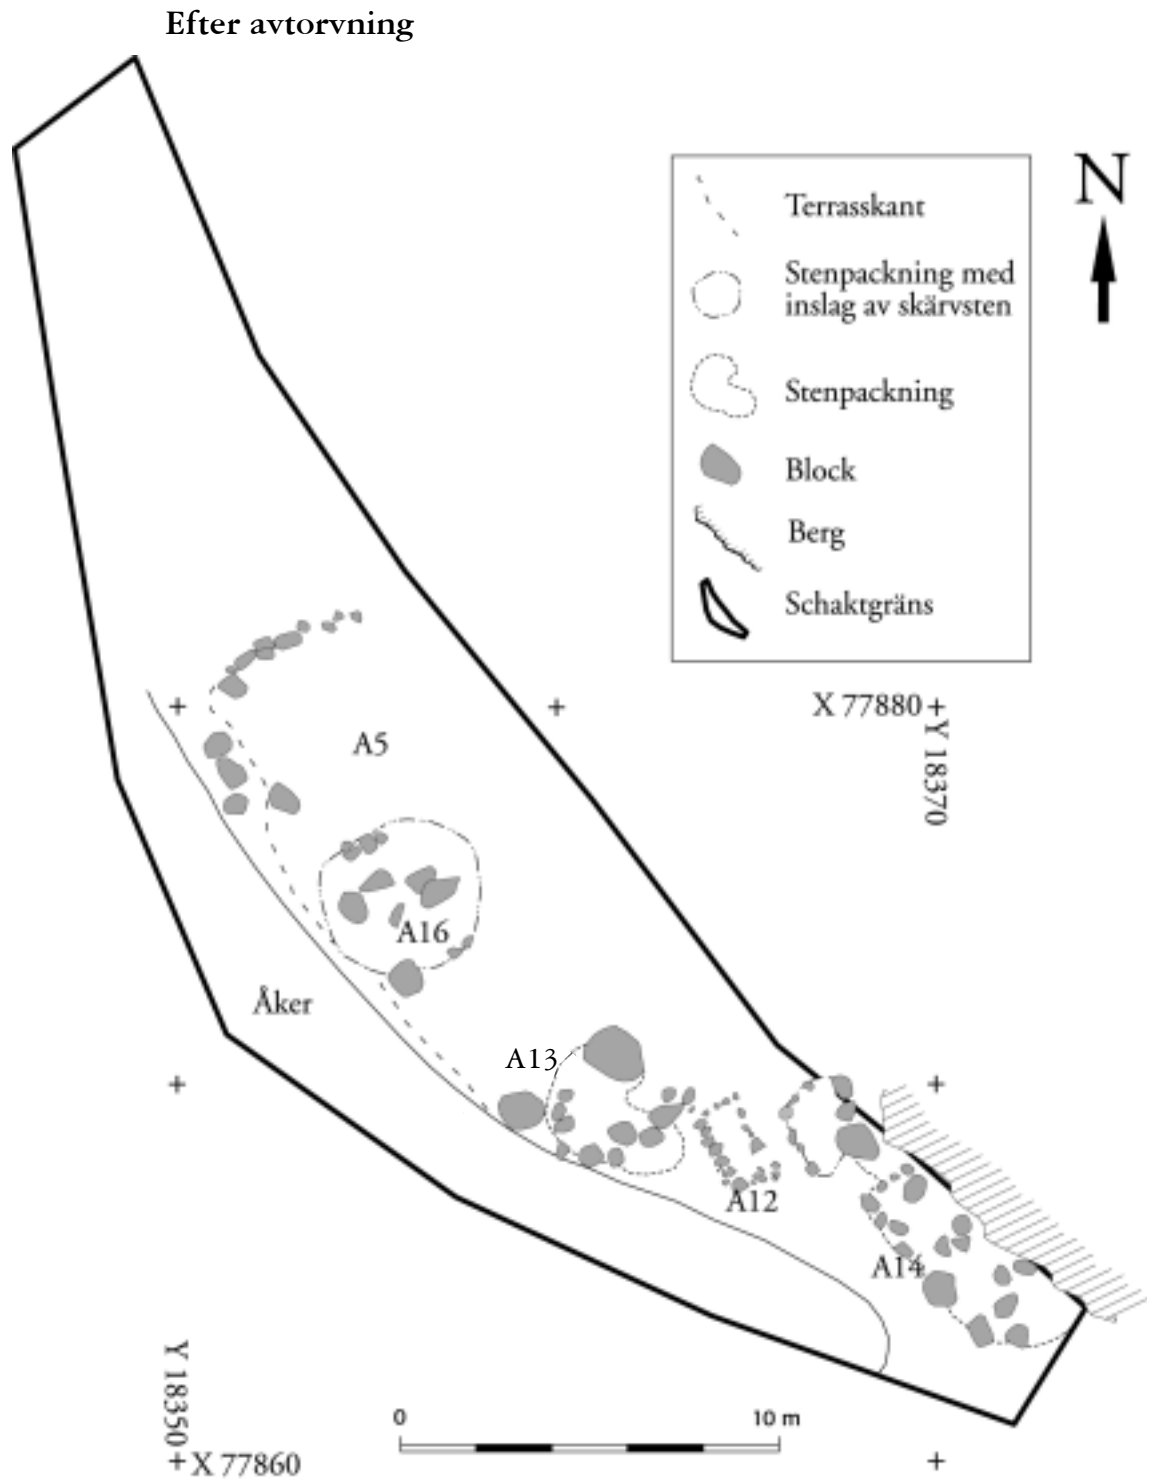 Efter avtorvning
N
Terrasskant
Stenpackning med
inslag av skärvsten
Stenpackning
Block
Berg
Schaktgräns
X 77880
Y 18370
A5
A16
Åker
A13
A12
A14
Y 18350
0 10 m
X 77860